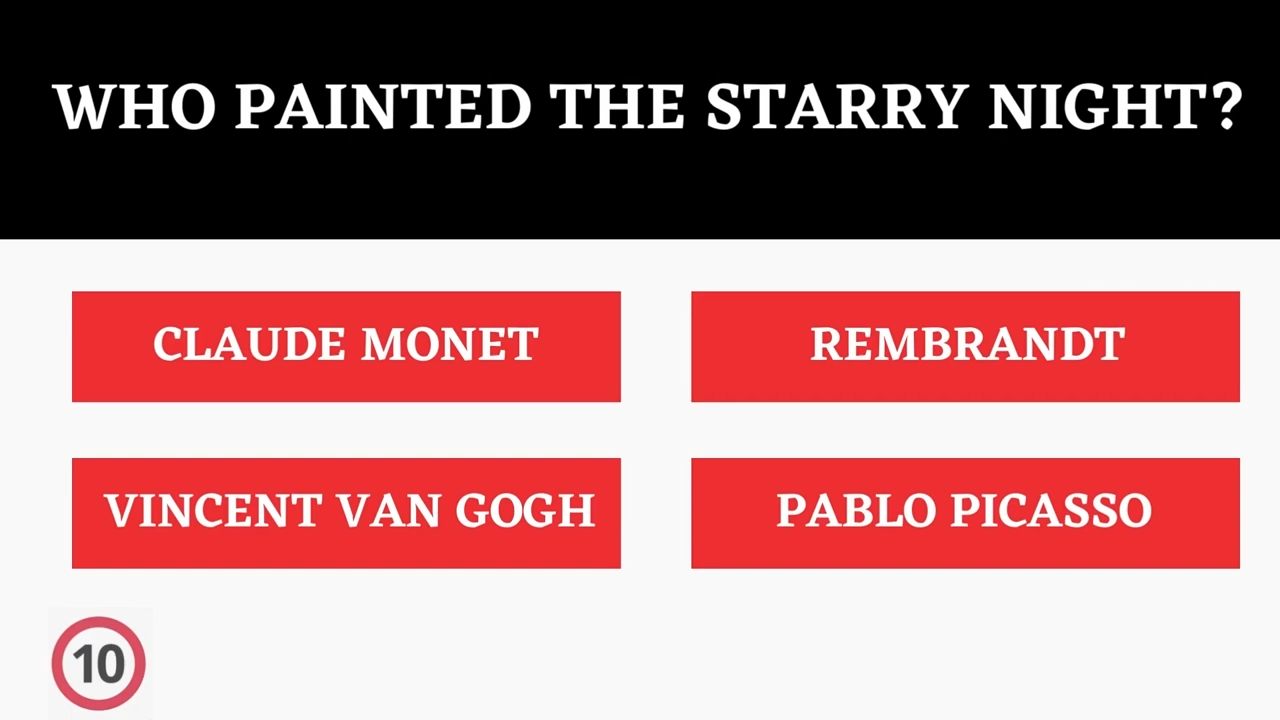 WHO PAINTED THE STARRY NIGHT?
CLAUDE MONET
REMBRANDT
VINCENT VAN GOGH
PABLO PICASSO
10